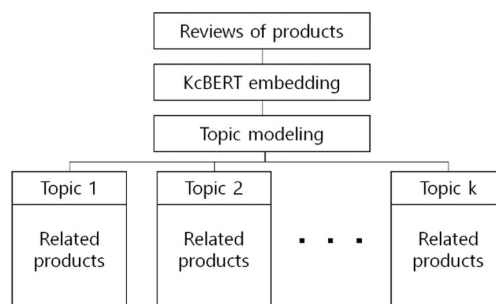 Reviews of products
KcBERT embedding
Topic modeling
Topic 1
Topic 2
Topic k
Related
products
Related
products
. . .
Related
products